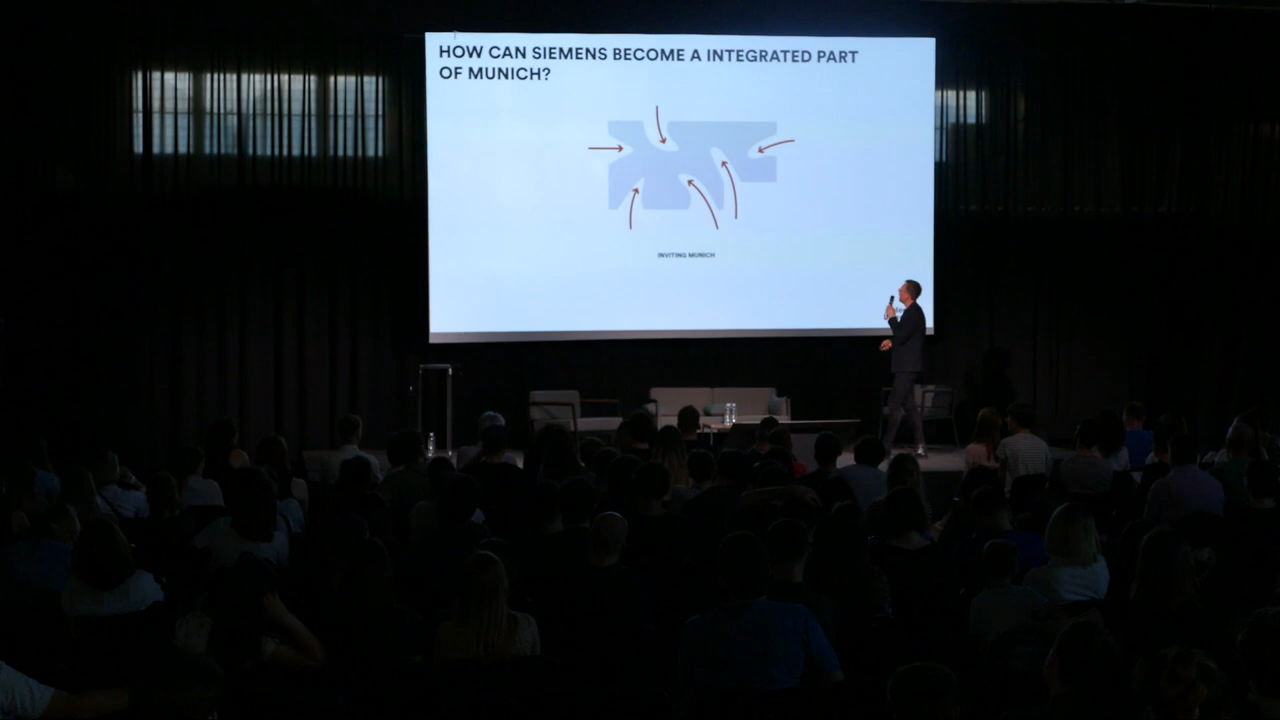 HOW CAN SIEMENS BECOME A INTEGRATED PART
OF MUNICH?
INVITING MUNICH